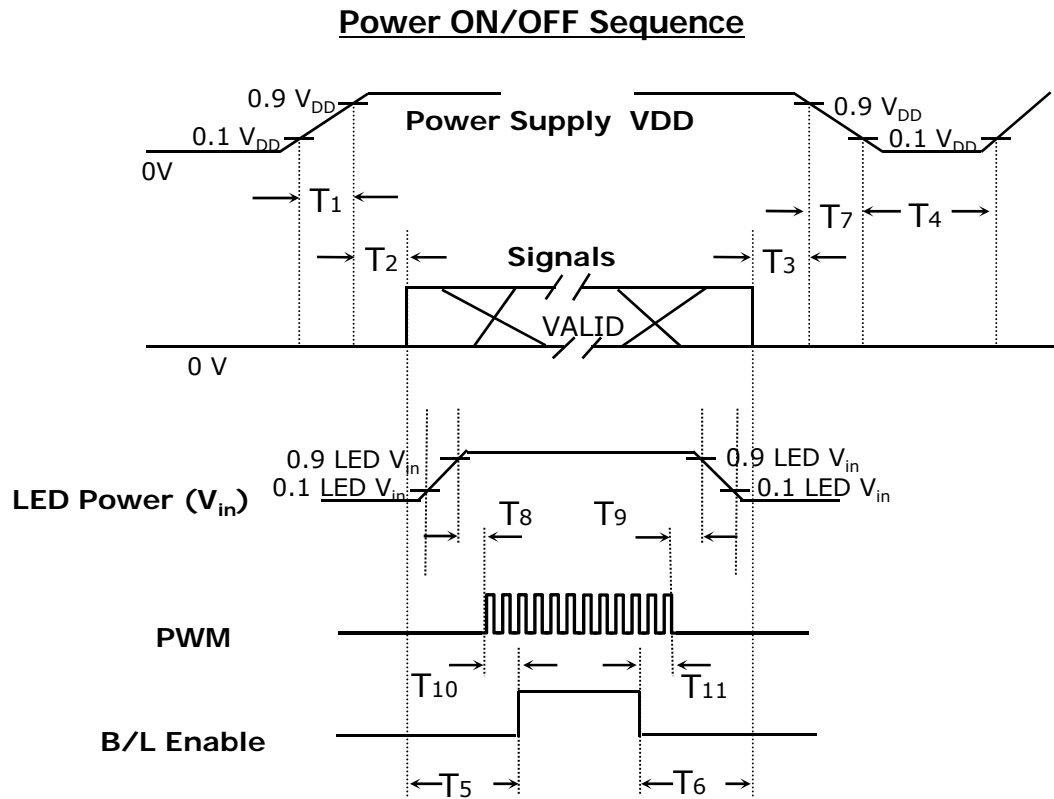 Power ON/OFF Sequence
0.9 VDD
0.1 VDD
0V
Power Supply VDD
0.9 VDD
0.1 VDD
T1
T7
T4
T2
Signals
T3
VALID
0 V
0.9 LED Vin
0.1 LED Vin
LED Power (Vin)
0.9 LED Vin
0.1 LED Vin
T8
T9
PWM
T10
T11
B/L Enable
T5
T6